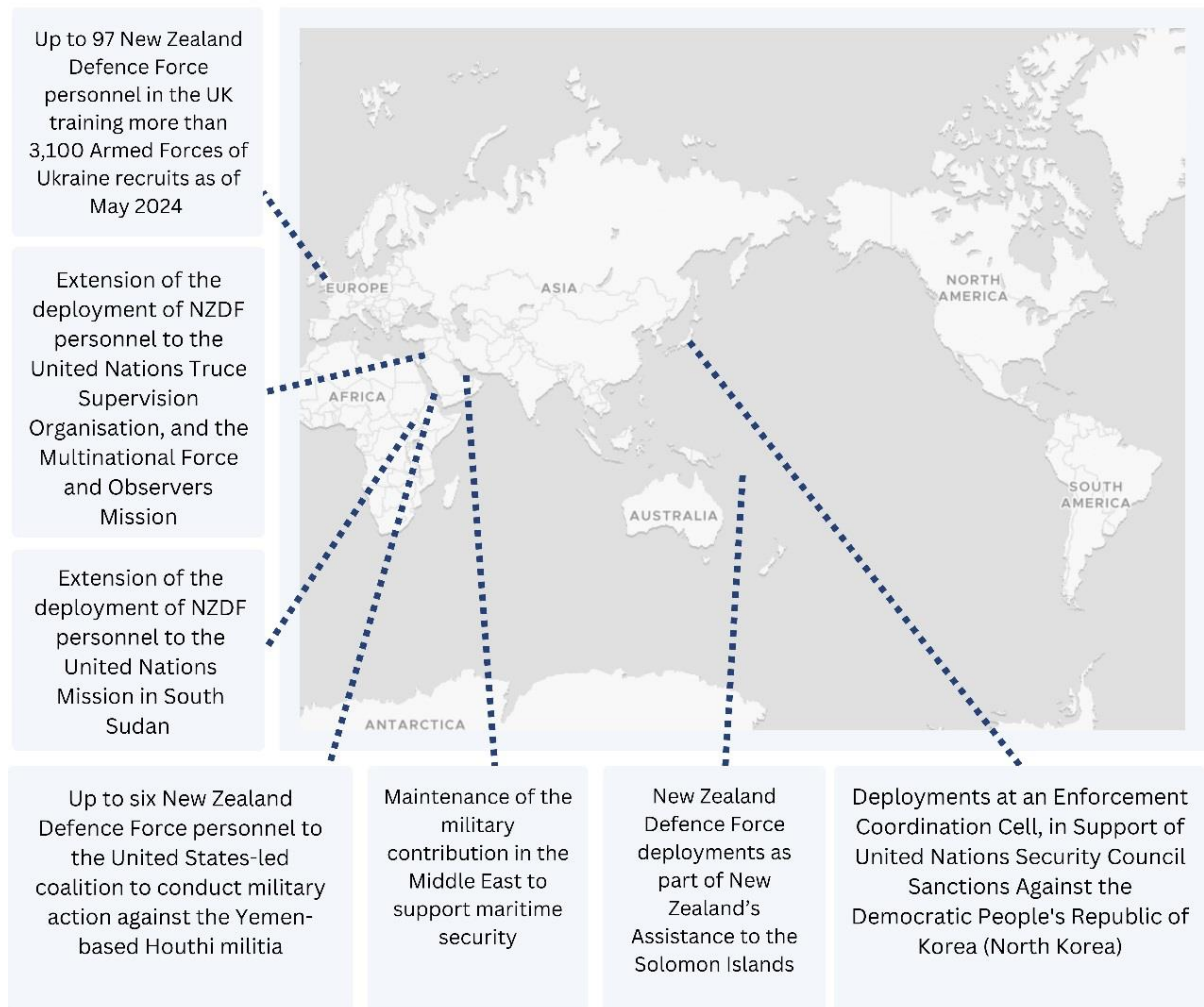 Up to 97 New Zealand
Defence Force
personnel in the UK
training more than
3,100 Armed Forces of
Ukraine recruits as of
May 2024
Extension of the
deployment of NZDF
personnel to the
United Nations Truce
Supervision
Organisation, and the
Multinational Force
and Observers
Mission
Extension of the
deployment of NZDF
personnel to the
United Nations
Mission in South
Sudan
EUROPE
ASIA
NORTH
AMERICA
AFRICA
SOUTH
AMERICA
AUSTRALIA
ANTARCTICA
Up to six New Zealand
Defence Force personnel to
the United States-led
coalition to conduct military
action against the Yemen-
based Houthi militia
Maintenance of the
military
contribution in the
Middle East to
support maritime
security
New Zealand
Defence Force
deployments as
part of New
Zealand’s
Assistance to the
Solomon Islands
Deployments at an Enforcement
Coordination Cell, in Support of
United Nations Security Council
Sanctions Against the
Democratic People's Republic of
Korea (North Korea)